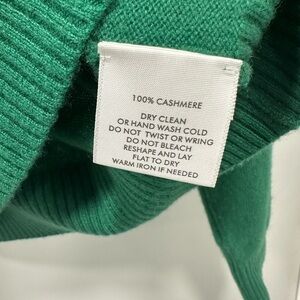 100% CASHMERE
DRY CLEAN
OR HAND WASH COLD
DO NOT TWIST OR WRING
DO NOT BLEACH
RESHAPE AND LAY
FLAT TO DRY
WARM IRON IF NEEDED